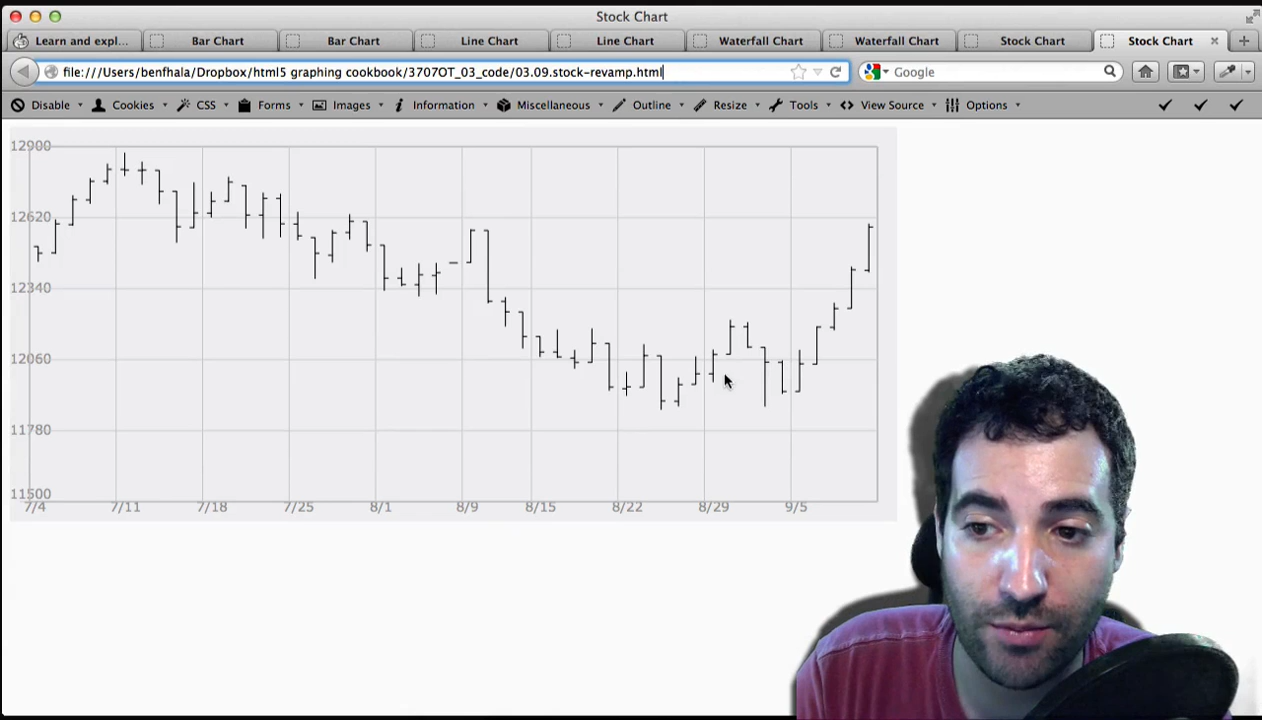 Stock Chart
Learn and expl... Bar Chart Bar Chart Line Chart Line Chart Waterfall Chart Waterfall Chart Stock Chart Stock Chart
file:///Users/benfhala/Dropbox/html5 graphing cookbook/3707OT_03_code/03.09.stock-revamp.html Google
Disable Cookies CSS Forms Images Information Miscellaneous Outline Resize Tools View Source Options
12900
12620
12340
12060
11780
11500
7/4 7/11 7/18 7/25 8/1 8/9 8/15 8/22 8/29 9/5